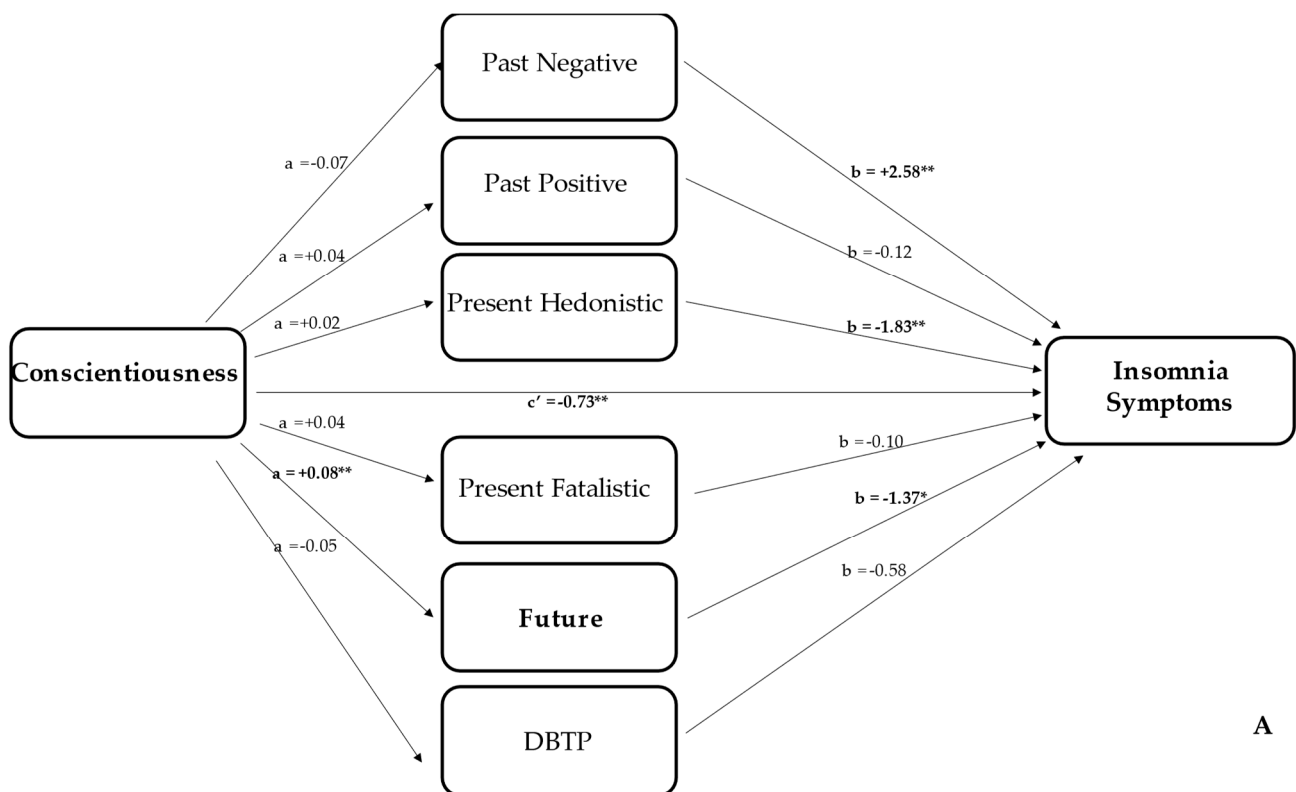 Past Negative
a =-0.07
b = +2.58**
Past Positive
a =+0.04
b =-0.12
Present Hedonistic
a =+0.02
b = -1.83**
Conscientiousness
Insomnia
Symptoms
c′ =-0.73**
a =+0.04
b =-0.10
Present Fatalistic
a = +0.08**
b = -1.37*
a =-0.05
b =-0.58
Future
DBTP
A